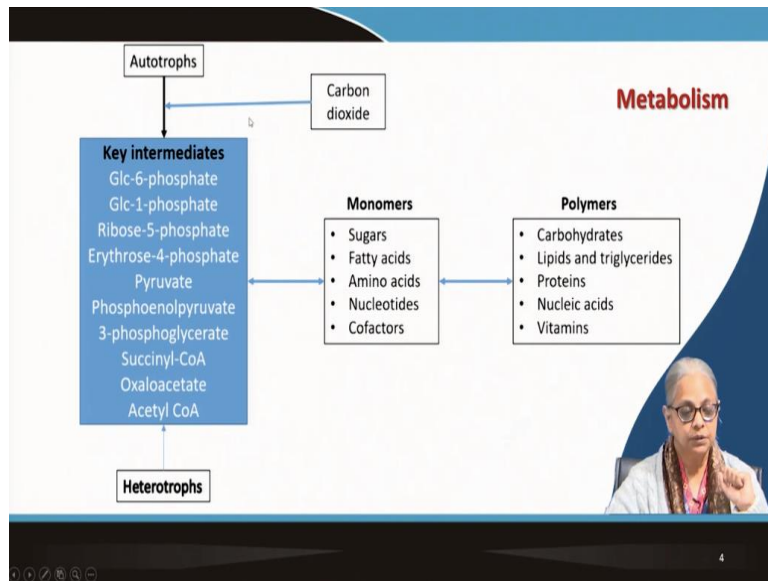 Autotrophs
Carbon
dioxide
Metabolism
Key intermediates
Glc-6-phosphate
Glc-1-phosphate
Ribose-5-phosphate
Erythrose-4-phosphate
Pyruvate
Phosphoenolpyruvate
3-phosphoglycerate
Succinyl-CoA
Oxaloacetate
Acetyl CoA
Monomers
• Sugars
• Fatty acids
• Amino acids
• Nucleotides
• Cofactors
Polymers
• Carbohydrates
• Lipids and triglycerides
• Proteins
• Nucleic acids
• Vitamins
Heterotrophs
4